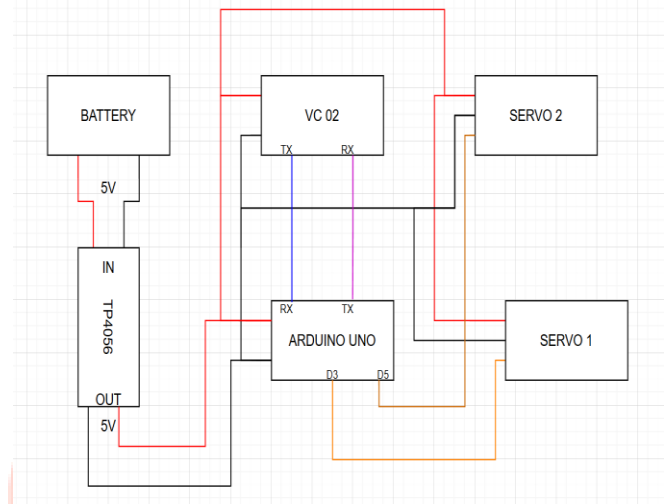 BATTERY
VC 02
SERVO 2
TX
RX
5V
IN
TP4056
OUT
5V
RX
TX
ARDUINO UNO
D3
D5
SERVO 1